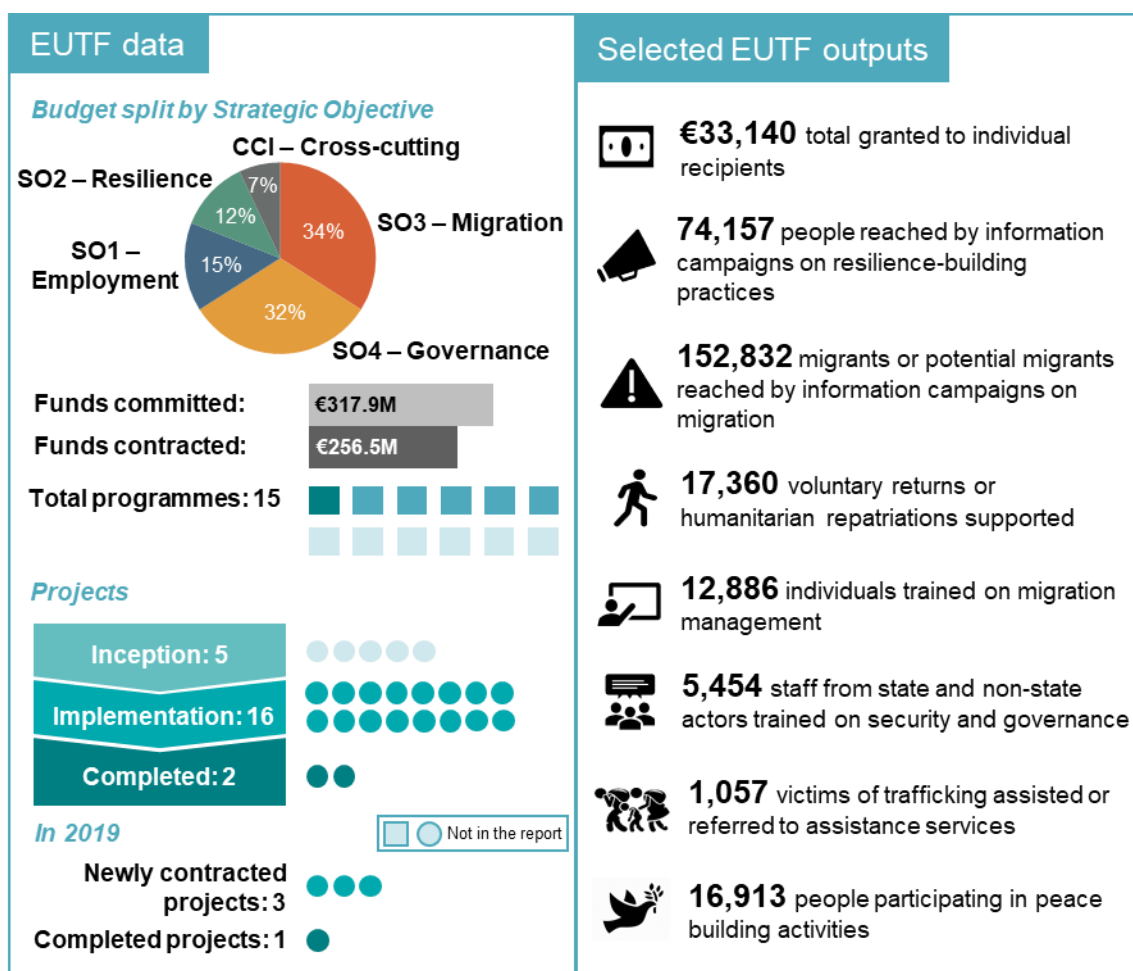 EUTF data
Budget split by Strategic Objective
CCI – Cross-cutting
SO2 – Resilience
7%
12%
34%
SO3 – Migration
SO1 –
Employment
15%
32%
SO4 – Governance
Funds committed:
€317.9M
Funds contracted:
€256.5M
Total programmes: 15
Projects
Inception: 5
Implementation: 16
Completed: 2
In 2019
Not in the report
Newly contracted
projects: 3
Completed projects: 1
Selected EUTF outputs
€33,140 total granted to individual
recipients
74,157 people reached by information
campaigns on resilience-building
practices
152,832 migrants or potential migrants
reached by information campaigns on
migration
17,360 voluntary returns or
humanitarian repatriations supported
12,886 individuals trained on migration
management
5,454 staff from state and non-state
actors trained on security and governance
1,057 victims of trafficking assisted or
referred to assistance services
16,913 people participating in peace
building activities